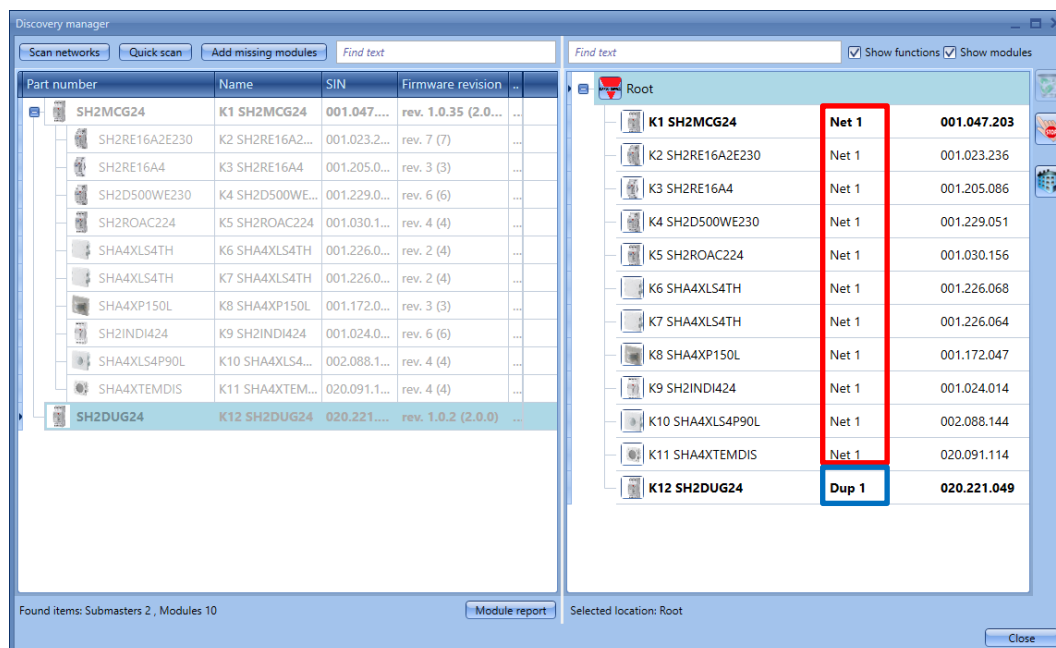 Discovery manager
Scan networks Quick scan Add missing modules Find text
Find text Show functions Show modules
Part number Name SIN Firmware revision ..
SH2MCG24 K1 SH2MCG24 001.047.... rev. 1.0.35 (2.0... ...
SH2RE16A2E230 K2 SH2RE16A2... 001.023.2... rev. 7 (7) ...
SH2RE16A4 K3 SH2RE16A4 001.205.0... rev. 3 (3) ...
SH2D500WE230 K4 SH2D500WE... 001.229.0... rev. 6 (6) ...
SH2ROAC224 K5 SH2ROAC224 001.030.1... rev. 4 (4) ...
SHA4XLS4TH K6 SHA4XLS4TH 001.226.0... rev. 2 (4) ...
SHA4XLS4TH K7 SHA4XLS4TH 001.226.0... rev. 2 (4) ...
SHA4XP150L K8 SHA4XP150L 001.172.0... rev. 3 (3) ...
SH2INDI424 K9 SH2INDI424 001.024.0... rev. 6 (6) ...
SHA4XLS4P90L K10 SHA4XLS4... 002.088.1... rev. 4 (4) ...
SHA4XTEMDIS K11 SHA4XTEM... 020.091.1... rev. 4 (4) ...
SH2DUG24 K12 SH2DUG24 020.221.... rev. 1.0.2 (2.0.0) ...
Root
K1 SH2MCG24 Net 1 001.047.203
K2 SH2RE16A2E230 Net 1 001.023.236
K3 SH2RE16A4 Net 1 001.205.086
K4 SH2D500WE230 Net 1 001.229.051
K5 SH2ROAC224 Net 1 001.030.156
K6 SHA4XLS4TH Net 1 001.226.068
K7 SHA4XLS4TH Net 1 001.226.064
K8 SHA4XP150L Net 1 001.172.047
K9 SH2INDI424 Net 1 001.024.014
K10 SHA4XLS4P90L Net 1 002.088.144
K11 SHA4XTEMDIS Net 1 020.091.114
K12 SH2DUG24 Dup 1 020.221.049
STOP
Found items: Submasters 2 , Modules 10 Module report
Selected location: Root
Close